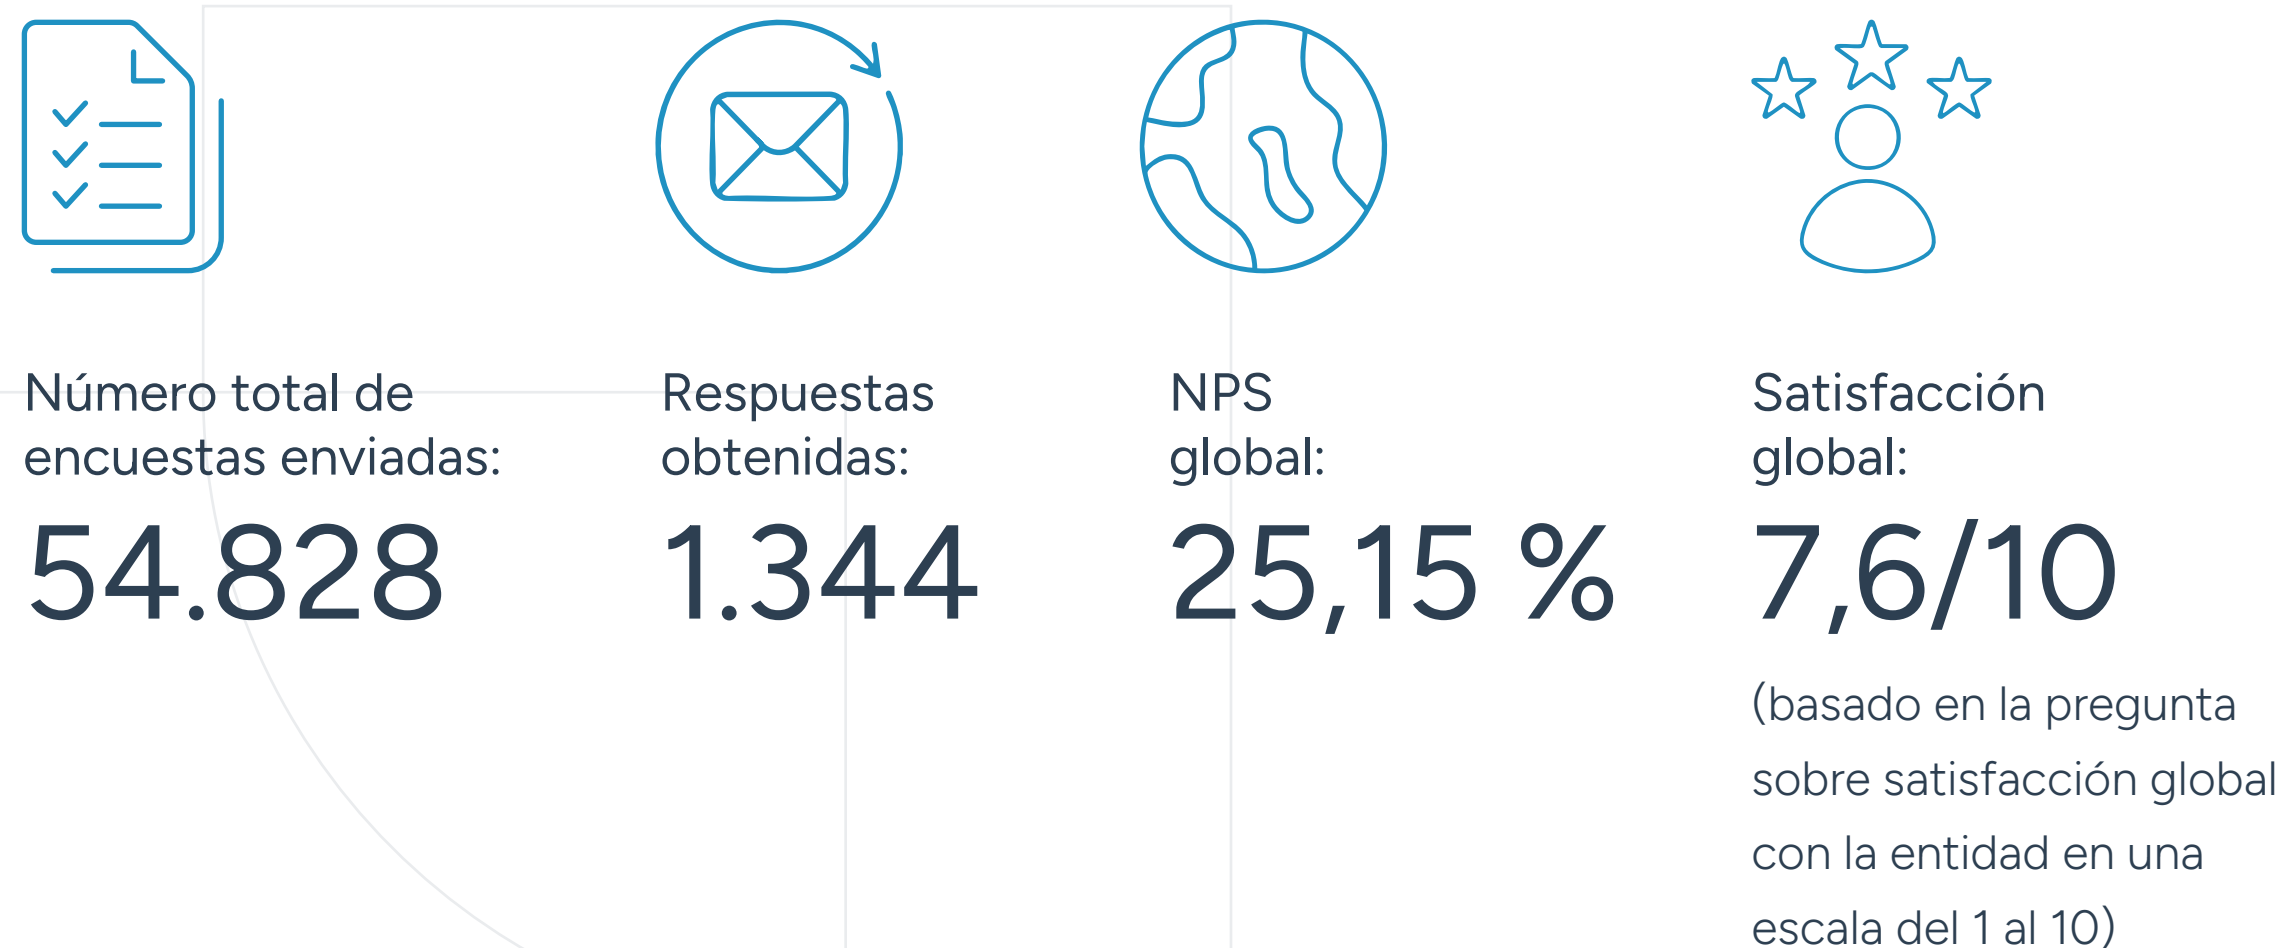 Número total de
encuestas enviadas:
54.828
Respuestas
obtenidas:
1.344
NPS
global:
25,15 %
Satisfacción
global:
7,6/10
(basado en la pregunta
sobre satisfacción global
con la entidad en una
escala del 1 al 10)